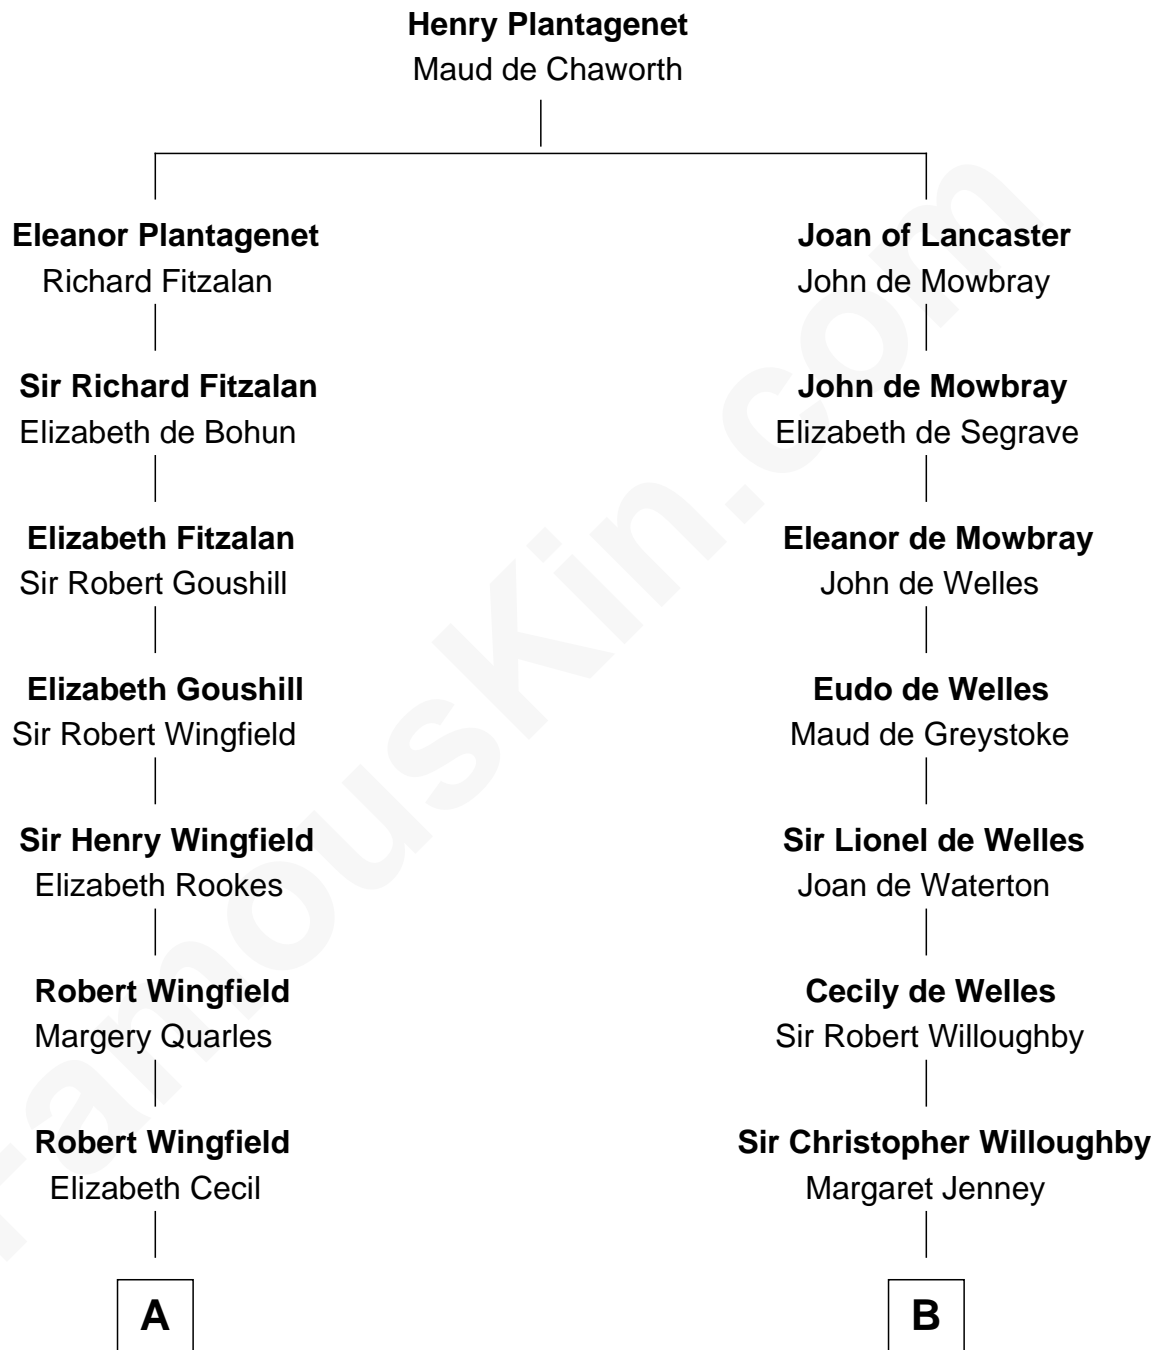 Henry Plantagenet
Maud de Chaworth
Eleanor Plantagenet
Richard Fitzalan
Sir Richard Fitzalan
Elizabeth de Bohun
Elizabeth Fitzalan
Sir Robert Goushill
Elizabeth Goushill
Sir Robert Wingfield
Sir Henry Wingfield
Elizabeth Rookes
Robert Wingfield
Margery Quarles
Robert Wingfield
Elizabeth Cecil
A
Joan of Lancaster
John de Mowbray
John de Mowbray
Elizabeth de Segrave
Eleanor de Mowbray
John de Welles
Eudo de Welles
Maud de Greystoke
Sir Lionel de Welles
Joan de Waterton
Cecily de Welles
Sir Robert Willoughby
Sir Christopher Willoughby
Margaret Jenney
B
FamousKin.com